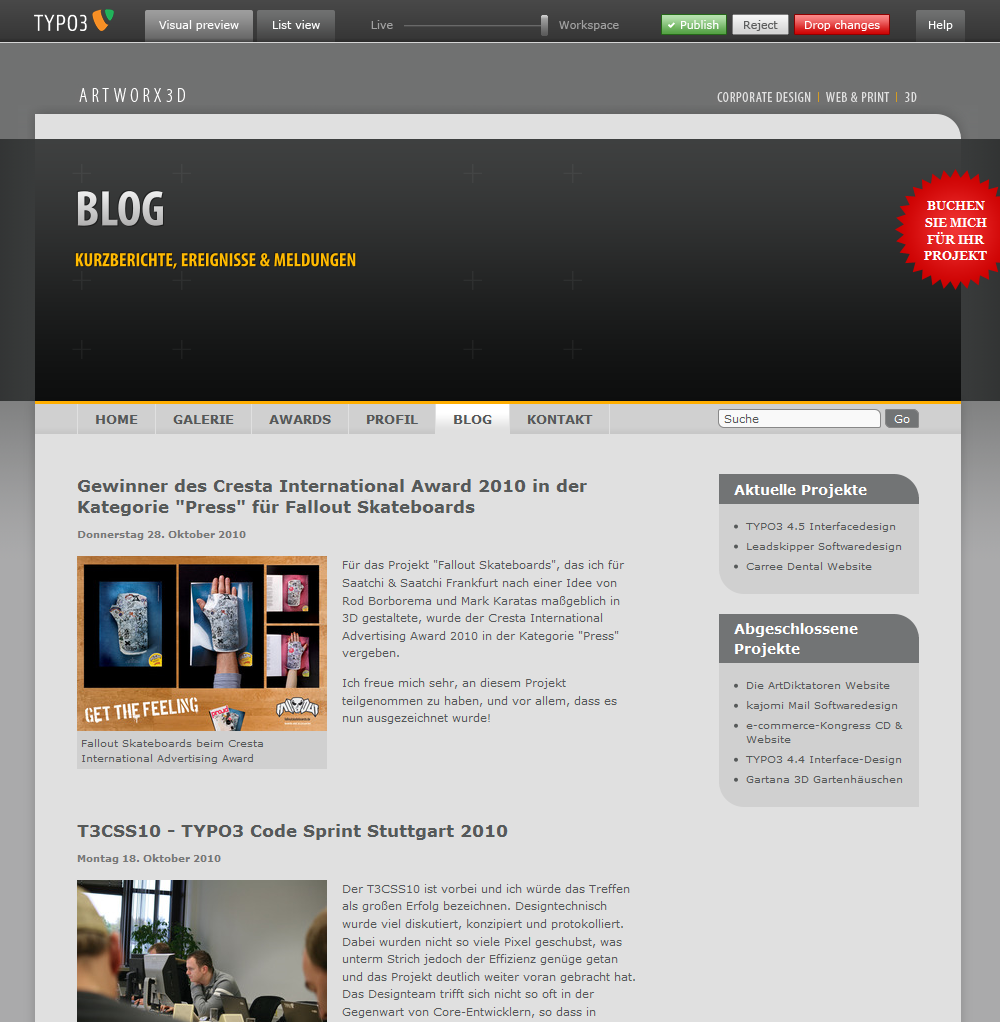 TYPO3
Visual preview
List view
Live
Workspace
Publish
Reject
Drop changes
Help
ARTWORX3D
CORPORATE DESIGN | WEB & PRINT | 3D
BLOG
KURZBERICHTE, EREIGNISSE & MELDUNGEN
BUCHEN
SIE MICH
FÜR IHR
PROJEKT
HOME
GALERIE
AWARDS
PROFIL
BLOG
KONTAKT
Suche
Go
Gewinner des Cresta International Award 2010 in der
Kategorie "Press" für Fallout Skateboards
Donnerstag 28. Oktober 2010
GET THE FEELING
Fallout Skateboards beim Cresta
International Advertising Award
Für das Projekt "Fallout Skateboards", das ich für
Saatchi & Saatchi Frankfurt nach einer Idee von
Rod Borborema und Mark Karatas maßgeblich in
3D gestaltete, wurde der Cresta International
Advertising Award 2010 in der Kategorie "Press"
vergeben.
Ich freue mich sehr, an diesem Projekt
teilgenommen zu haben, und vor allem, dass es
nun ausgezeichnet wurde!
T3CSS10 - TYPO3 Code Sprint Stuttgart 2010
Montag 18. Oktober 2010
Der T3CSS10 ist vorbei und ich würde das Treffen
als großen Erfolg bezeichnen. Designtechnisch
wurde viel diskutiert, konzipiert und protokolliert.
Dabei wurden nicht so viele Pixel geschubst, was
unterm Strich jedoch der Effizienz genüge getan
und das Projekt deutlich weiter voran gebracht hat.
Das Designteam trifft sich nicht so oft in der
Gegenwart von Core-Entwicklern, so dass in
Aktuelle Projekte
TYPO3 4.5 Interfacedesign
Leadskipper Softwaredesign
Carree Dental Website
Abgeschlossene
Projekte
Die ArtDiktatoren Website
kajomi Mail Softwaredesign
e-commerce-Kongress CD &
Website
TYPO3 4.4 Interface-Design
Gartana 3D Gartenhäuschen